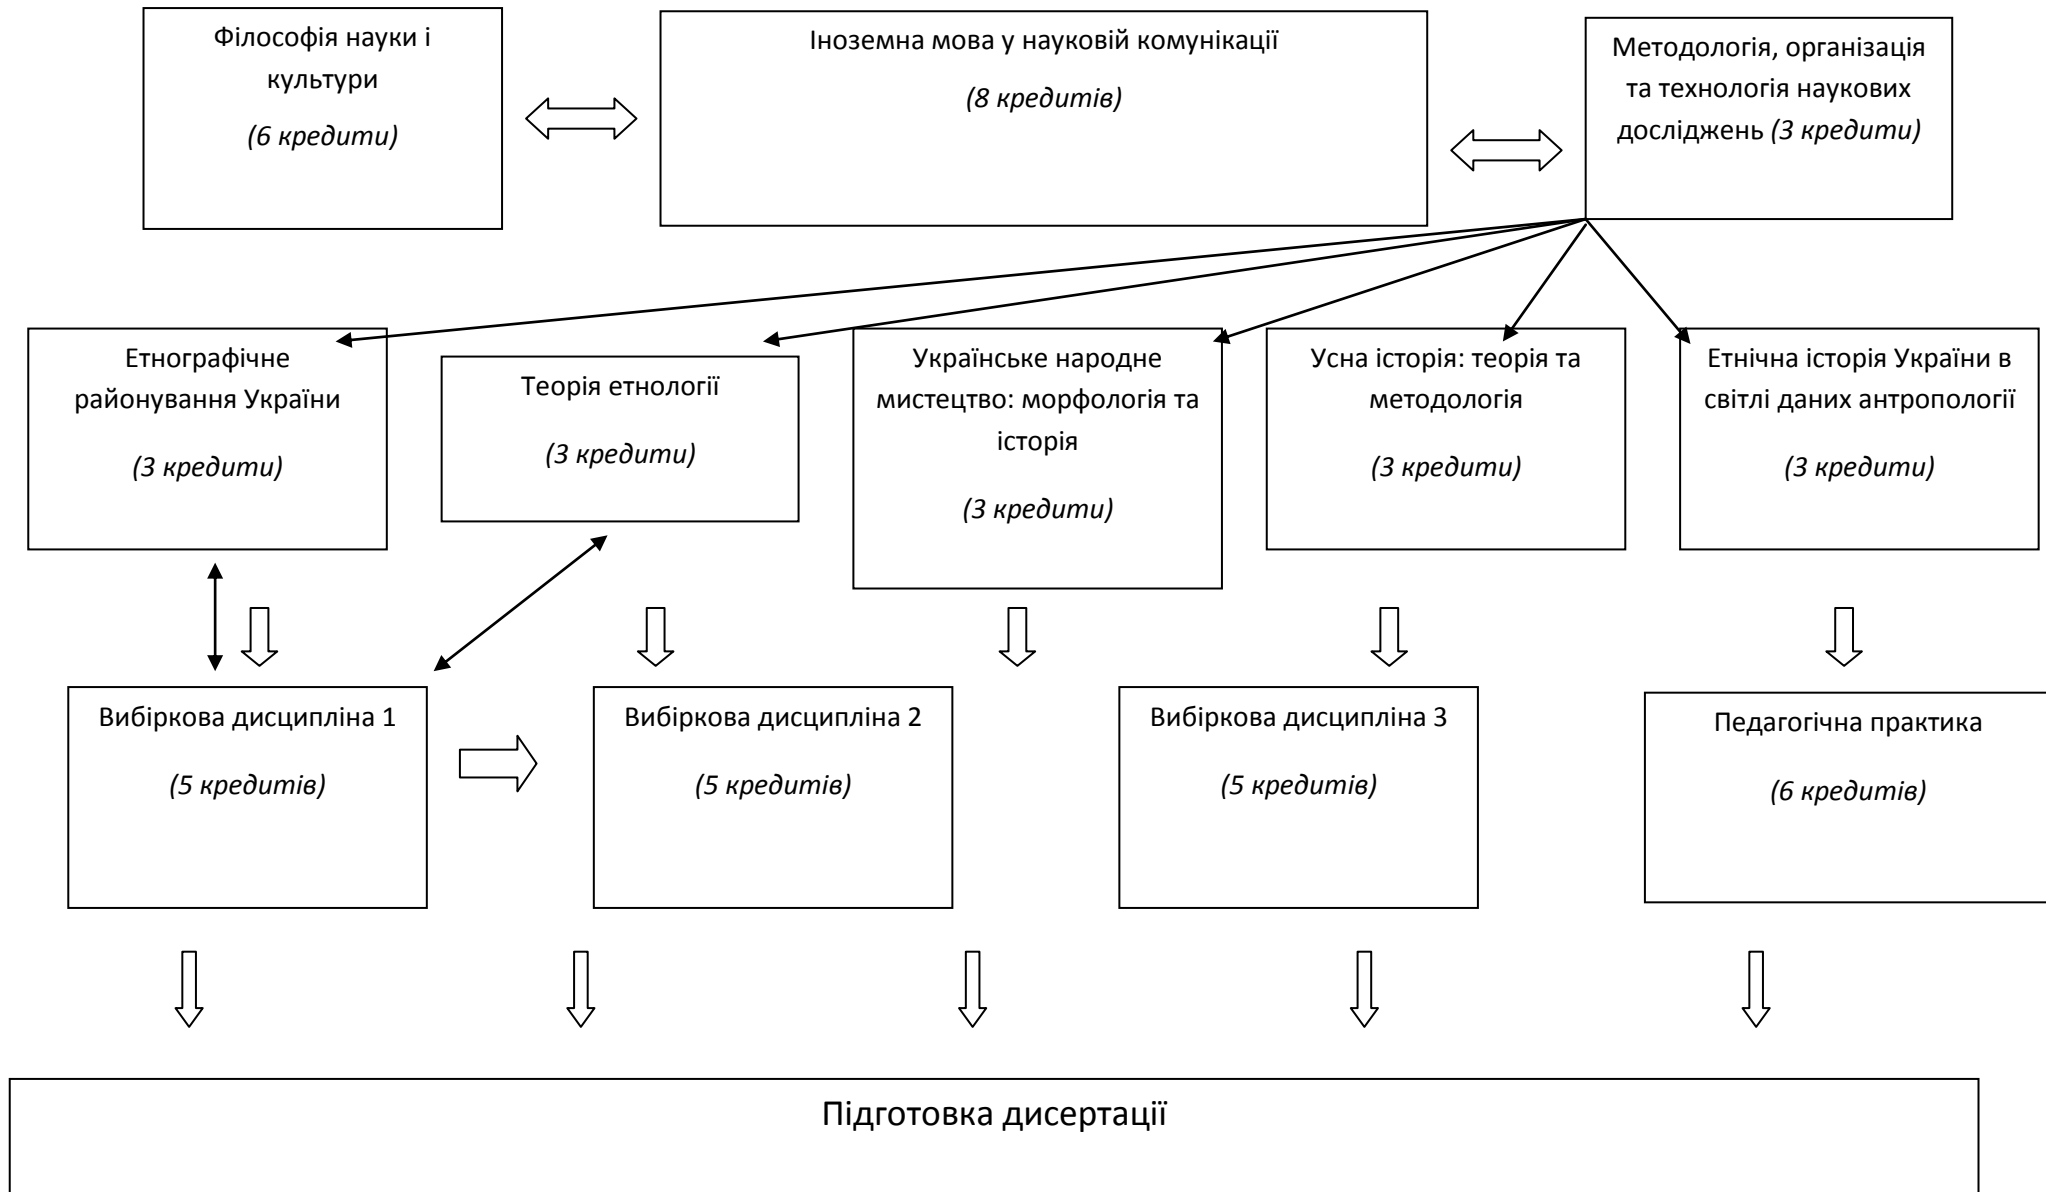 Філософія науки і
культури
(6 кредити)
Іноземна мова у науковій комунікації
(8 кредитів)
Методологія, організація
та технологія наукових
досліджень (3 кредити)
Етнографічне
районування України
(3 кредити)
Теорія етнології
(3 кредити)
Українське народне
мистецтво: морфологія та
історія
(3 кредити)
Усна історія: теорія та
методологія
(3 кредити)
Етнічна історія України в
світлі даних антропології
(3 кредити)
Вибіркова дисципліна 1
(5 кредитів)
Вибіркова дисципліна 2
(5 кредитів)
Вибіркова дисципліна 3
(5 кредитів)
Педагогічна практика
(6 кредитів)
Підготовка дисертації